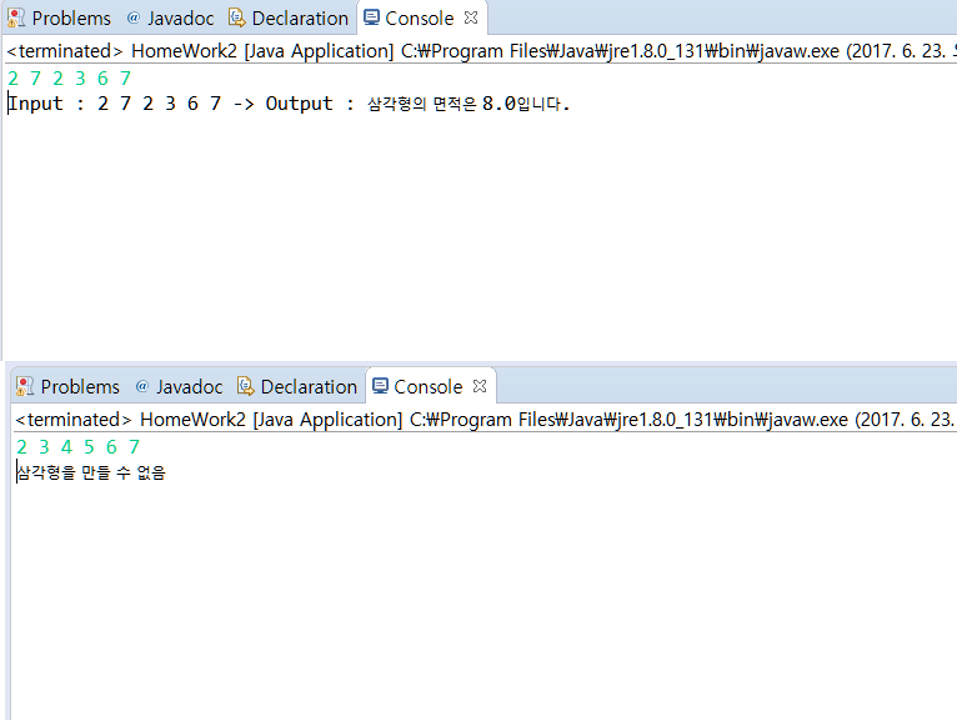 Problems @ Javadoc Declaration Console
<terminated> HomeWork2 [Java Application] C:₩Program Files₩Java₩jre1.8.0_131₩bin₩javaw.exe (2017. 6. 23.
2 7 2 3 6 7
Input : 2 7 2 3 6 7 -> Output : 삼각형의 면적은 8.0입니다.
Problems @ Javadoc Declaration Console
<terminated> HomeWork2 [Java Application] C:₩Program Files₩Java₩jre1.8.0_131₩bin₩javaw.exe (2017. 6. 23.
2 3 4 5 6 7
삼각형을 만들 수 없음